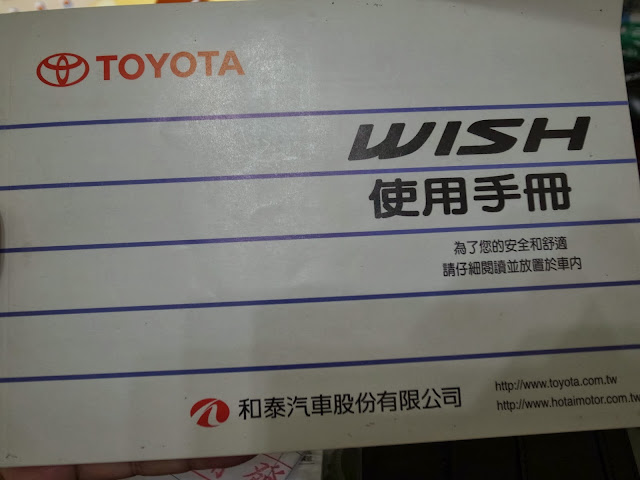 TOYOTA
WISH
使用手冊
為了您的安全和舒適
請仔細閱讀並放置於車內
和泰汽車股份有限公司
http://www.toyota.com.tw
http://www.hotaimotor.com.tw